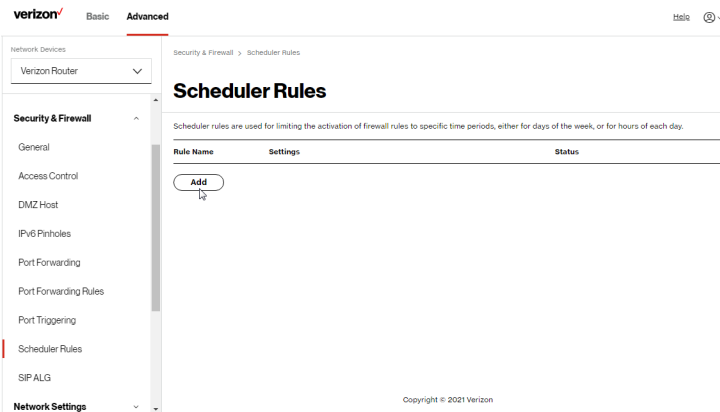 verizon Basic Advanced Help
Network Devices
Verizon Router
Security & Firewall
General
Access Control
DMZ Host
IPv6 Pinholes
Port Forwarding
Port Forwarding Rules
Port Triggering
Scheduler Rules
SIP ALG
Network Settings
Security & Firewall > Scheduler Rules
Scheduler Rules
Scheduler rules are used for limiting the activation of firewall rules to specific time periods, either for days of the week, or for hours of each day.
Rule Name Settings Status
Add
Copyright © 2021 Verizon